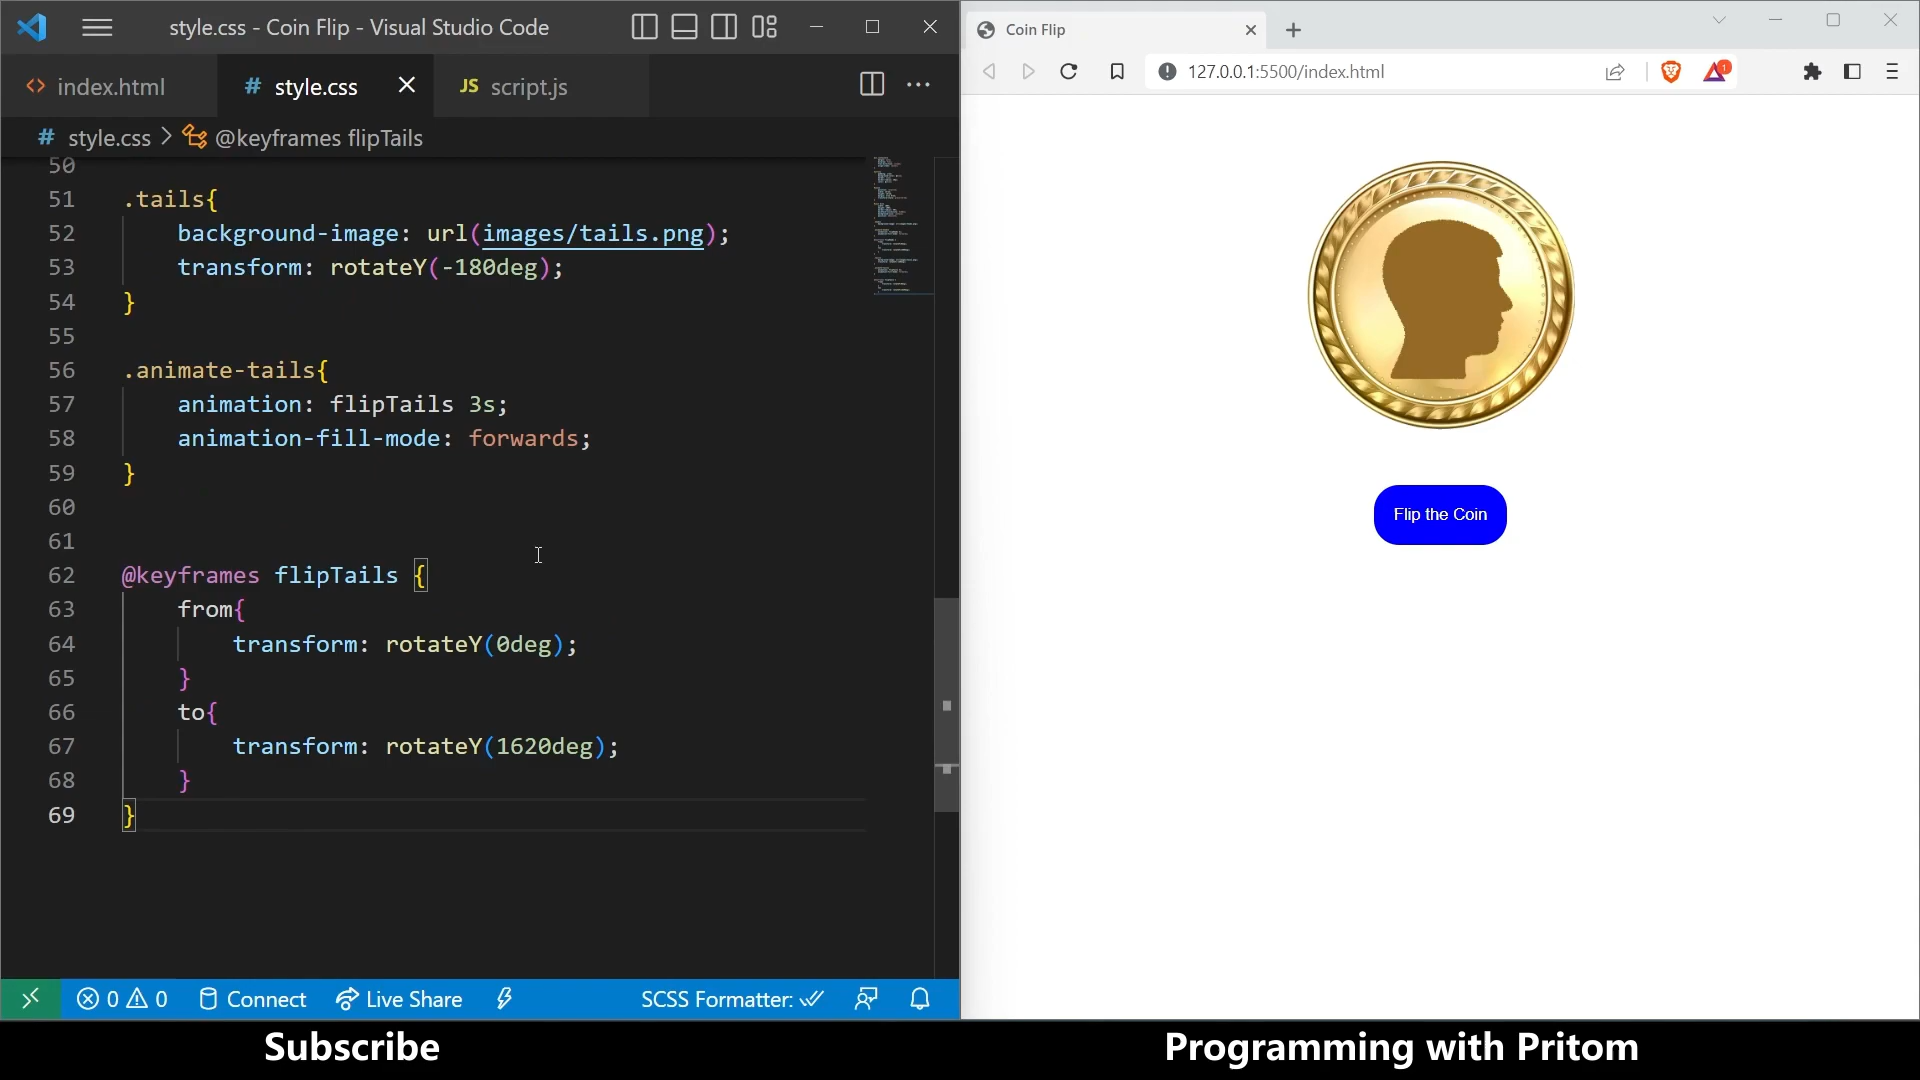 style.css - Coin Flip - Visual Studio Code
index.html
# style.css
JS script.js
# style.css > @keyframes flipTails
50
51 .tails{
52 background-image: url(images/tails.png);
53 transform: rotateY(-180deg);
54 }
55
56 .animate-tails{
57 animation: flipTails 3s;
58 animation-fill-mode: forwards;
59 }
60
61
62 @keyframes flipTails {
63 from{
64 transform: rotateY(0deg);
65 }
66 to{
67 transform: rotateY(1620deg);
68 }
69 }
0 0 Connect Live Share SCSS Formatter:
Coin Flip
127.0.0.1:5500/index.html
1
Flip the Coin
Subscribe
Programming with Pritom